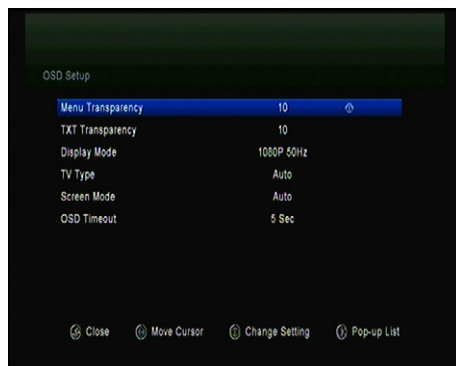 OSD Setup
Menu Transparency 10
TXT Transparency 10
Display Mode 1080P 50Hz
TV Type Auto
Screen Mode Auto
OSD Timeout 5 Sec
Close Move Cursor Change Setting Pop-up List